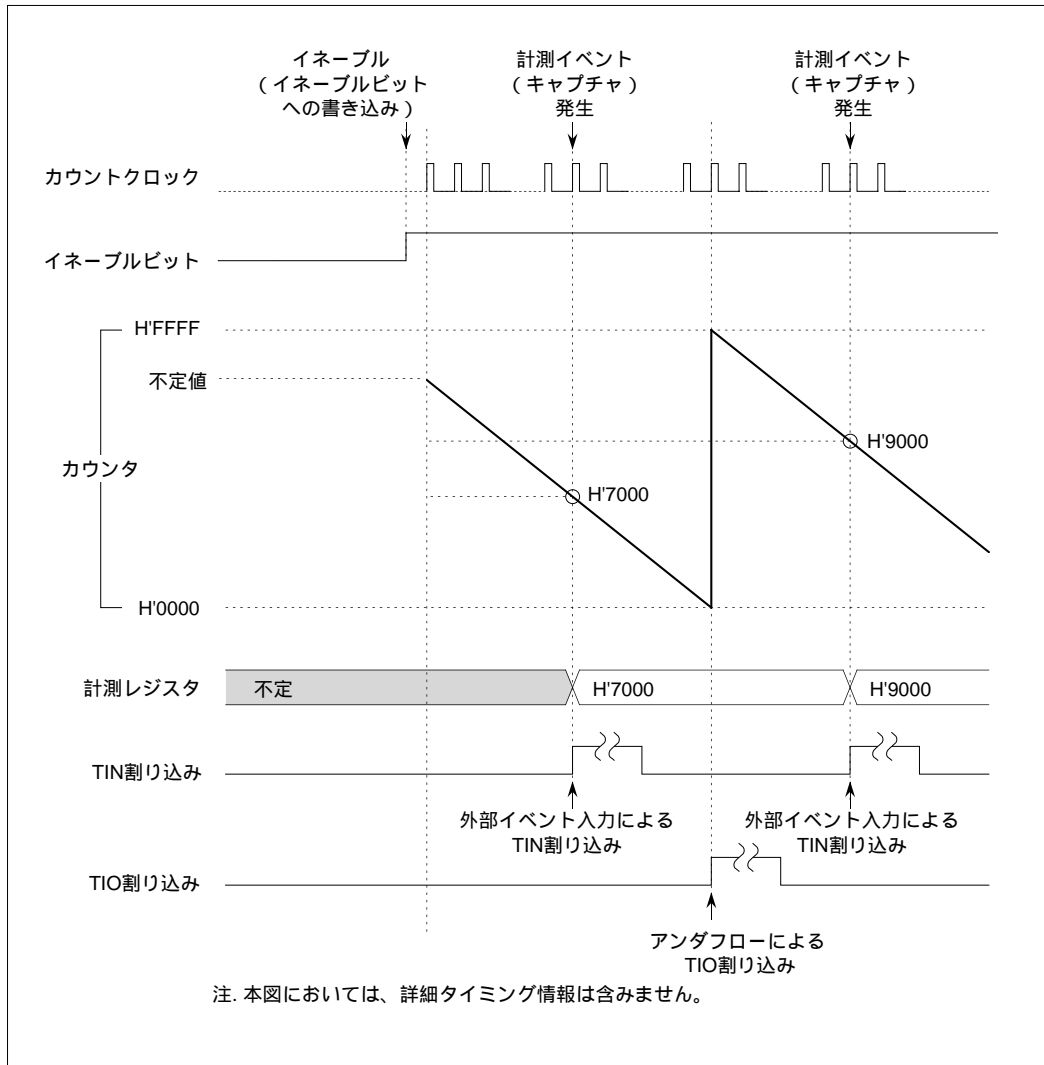 イネーブル
(イネーブルビット
への書き込み)
計測イベント
(キャプチャ)
発生
計測イベント
(キャプチャ)
発生
カウントクロック
イネーブルビット
H'FFFF
不定値
カウンタ
H'9000
H'7000
H'0000
計測レジスタ
不定
H'7000
H'9000
TIN割り込み
外部イベント入力による
TIN割り込み
外部イベント入力による
TIN割り込み
TIO割り込み
アンダフローによる
TIO割り込み
注. 本図においては、詳細タイミング情報は含みません。